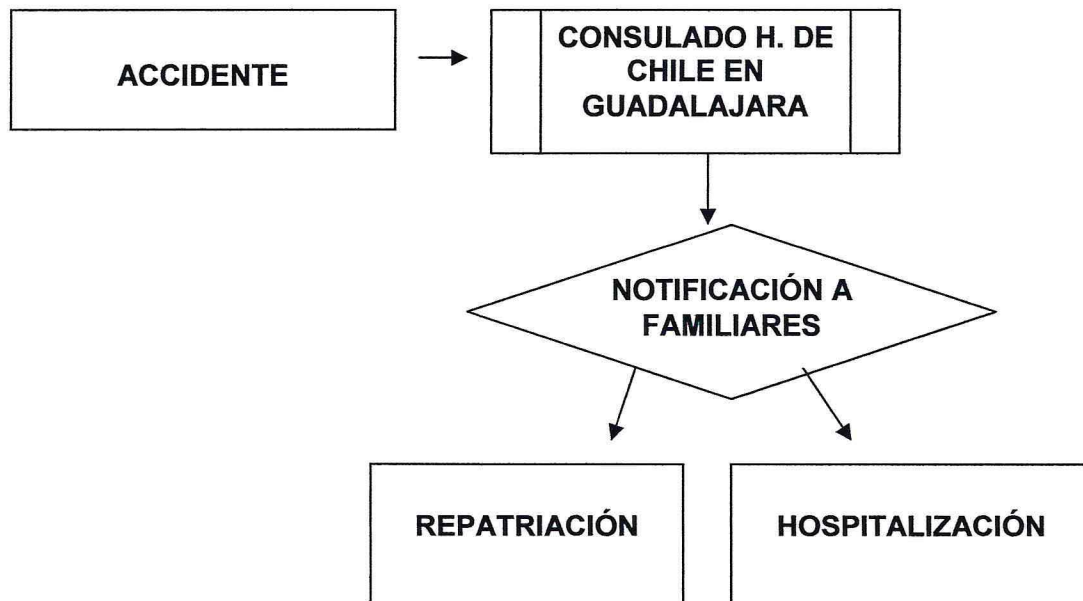 ACCIDENTE
CONSULADO H. DE
CHILE EN
GUADALAJARA
NOTIFICACIÓN A
FAMILIARES
REPATRIACIÓN
HOSPITALIZACIÓN